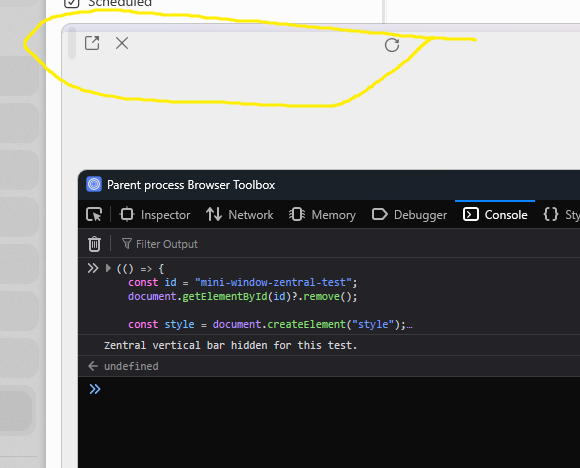 Scheduled
Parent process Browser Toolbox
Inspector Network Memory Debugger Console {} Sty
Filter Output
(() => {
const id = "mini-window-zentral-test";
document.getElementById(id)?.remove();
const style = document.createElement("style");…
Zentral vertical bar hidden for this test.
undefined